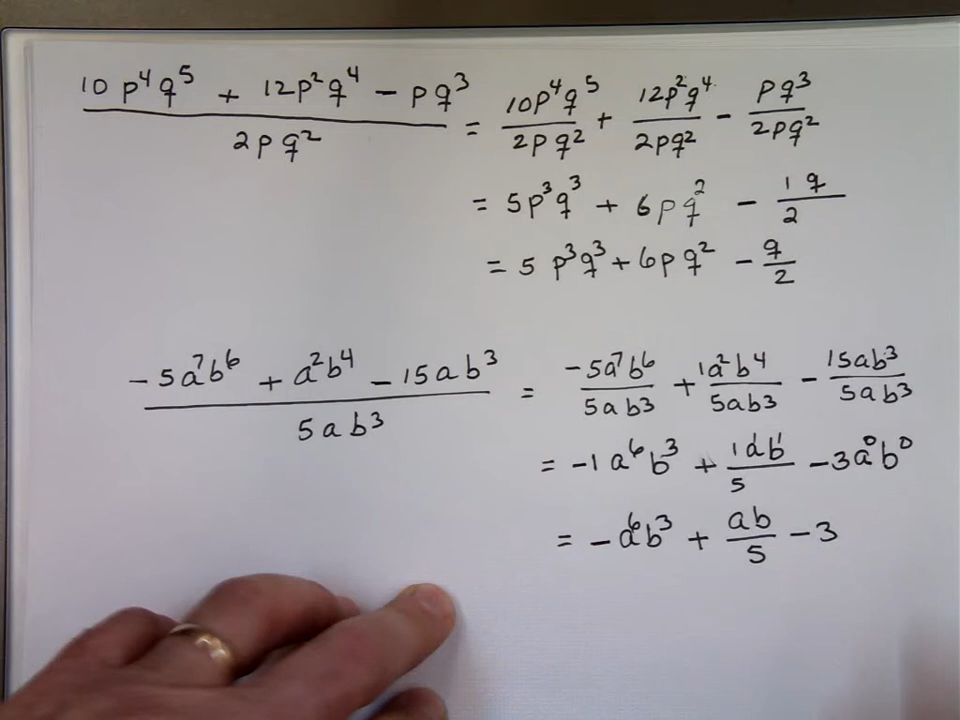 (10p⁴q⁵ + 12p²q⁴ - pq³)/(2pq²) = 10p⁴q⁵/2pq² + 12p²q⁴/2pq² - pq³/2pq²
= 5p³q³ + 6pq² - 1q/2
= 5p³q³ + 6pq² - q/2
(-5a⁷b⁶ + a²b⁴ - 15ab³)/(5ab³) = -5a⁷b⁶/5ab³ + 1a²b⁴/5ab³ - 15ab³/5ab³
= -1a⁶b³ + 1a¹b¹/5 - 3a⁰b⁰
= -a⁶b³ + ab/5 - 3